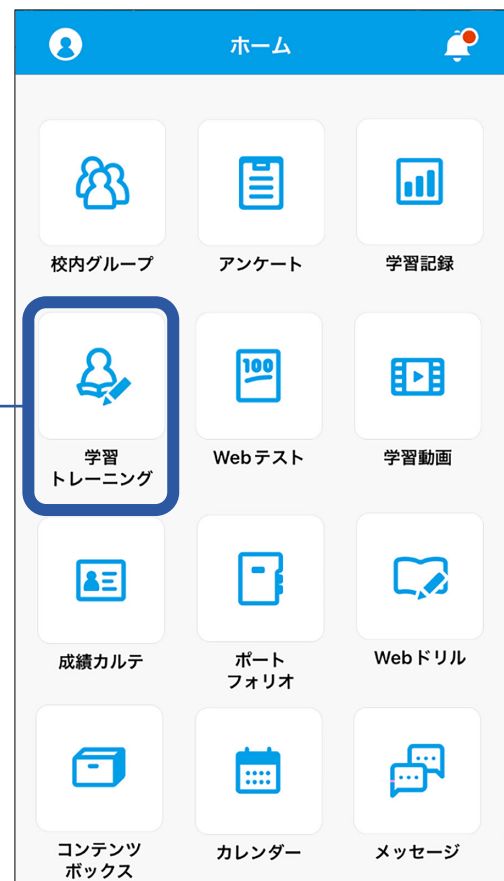 ホーム
校内グループ
アンケート
学習記録
学習
トレーニング
100
Webテスト
学習動画
成績カルテ
ポート
フォリオ
Webドリル
コンテンツ
ボックス
カレンダー
メッセージ